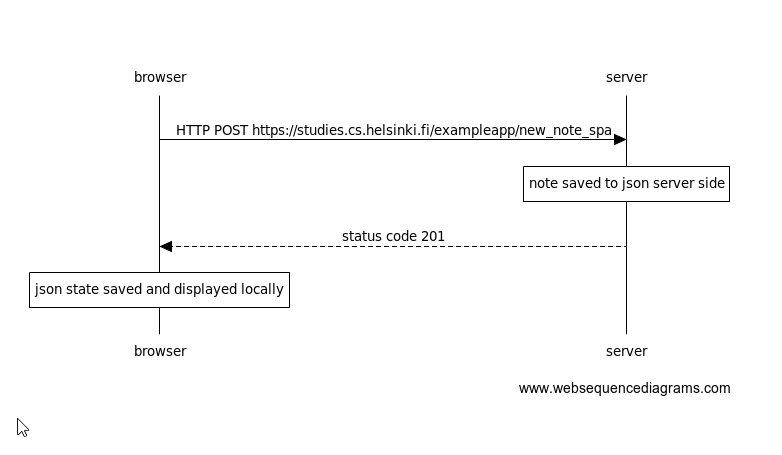 browser
server
HTTP POST https://studies.cs.helsinki.fi/exampleapp/new_note_spa
note saved to json server side
status code 201
json state saved and displayed locally
browser
server
www.websequencediagrams.com